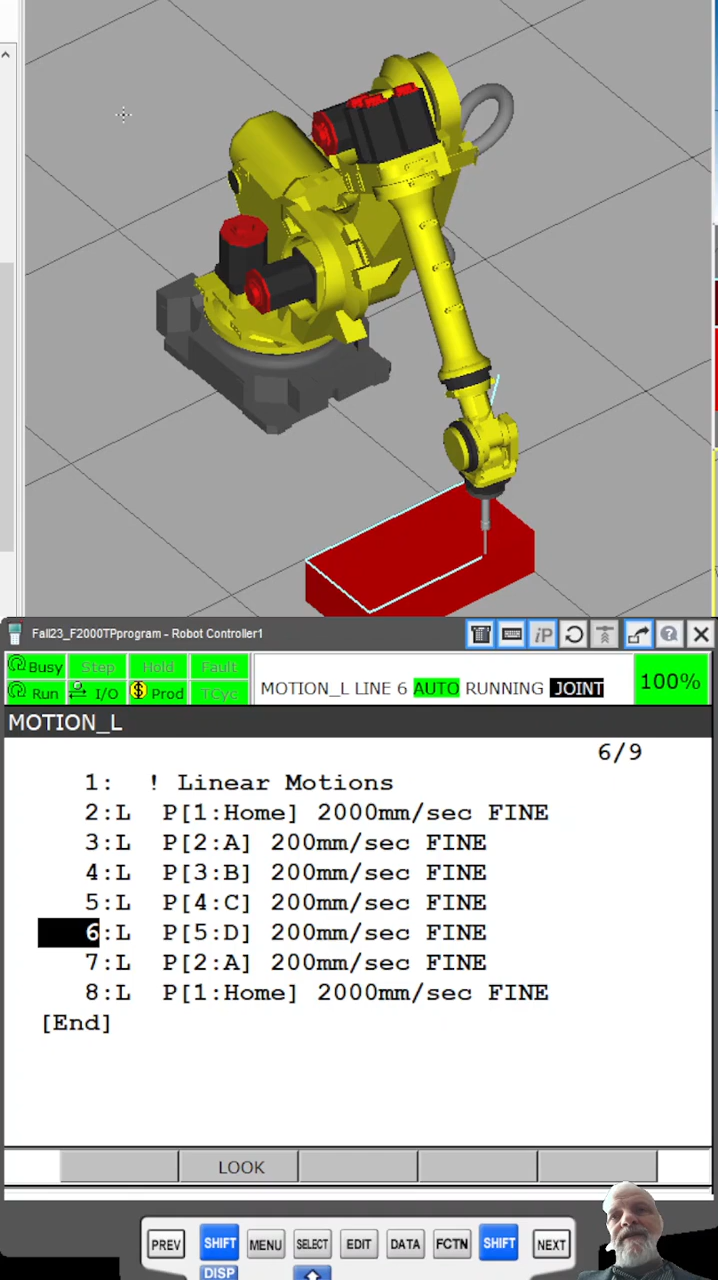 Fall23_F2000TPprogram - Robot Controller1
iP
Busy Step Hold Fault
Run I/O Prod TCyc
MOTION_L LINE 6 AUTO RUNNING JOINT
100%
MOTION_L
6/9
1: ! Linear Motions
2:L P[1:Home] 2000mm/sec FINE
3:L P[2:A] 200mm/sec FINE
4:L P[3:B] 200mm/sec FINE
5:L P[4:C] 200mm/sec FINE
6:L P[5:D] 200mm/sec FINE
7:L P[2:A] 200mm/sec FINE
8:L P[1:Home] 2000mm/sec FINE
[End]
LOOK
PREV SHIFT MENU SELECT EDIT DATA FCTN SHIFT NEXT
DISP